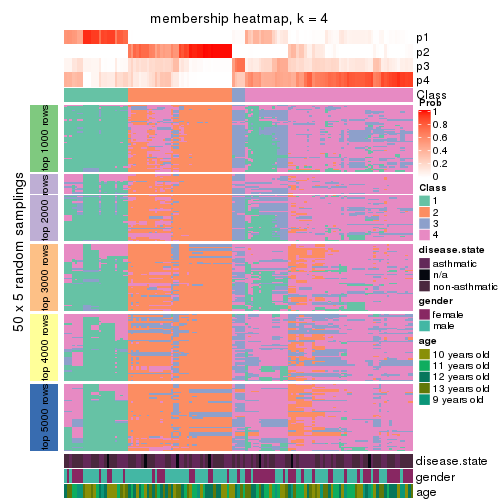 membership heatmap, k = 4
p1
p2
p3
p4
Class
50 x 5 random samplings
top 1000 rows
top 2000 rows
top 3000 rows
top 4000 rows
top 5000 rows
Prob
1
0.8
0.6
0.4
0.2
0
Class
1
2
3
4
disease.state
asthmatic
n/a
non-asthmatic
gender
female
male
age
10 years old
11 years old
12 years old
13 years old
9 years old
disease.state
gender
age